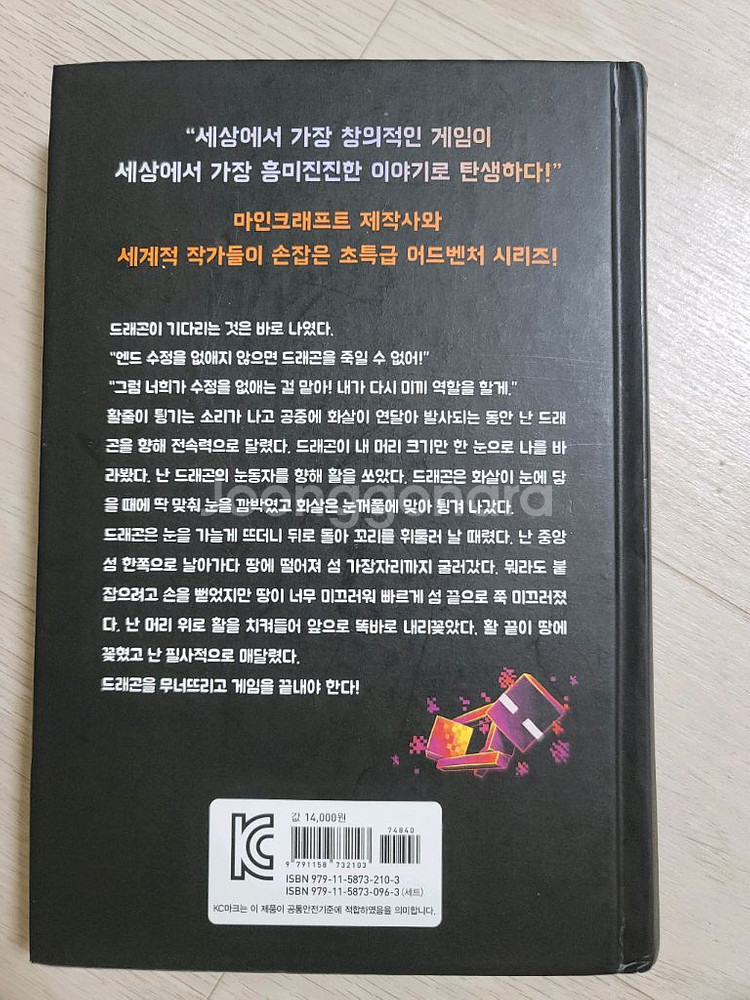 “세상에서 가장 창의적인 게임이
세상에서 가장 흥미진진한 이야기로 탄생하다!”
마인크래프트 제작사와
세계적 작가들이 손잡은 초특급 어드벤처 시리즈!
드래곤이 기다리는 것은 바로 나였다.
“엔드 수정을 없애지 않으면 드래곤을 죽일 수 없어!”
“그럼 너희가 수정을 없애는 걸 맡아! 내가 다시 미끼 역할을 할게.”
활줄이 튕기는 소리가 나고 공중에 화살이 연달아 발사되는 동안 난 드래
곤을 향해 전속력으로 달렸다. 드래곤이 내 머리 크기만 한 눈으로 나를 바
라봤다. 난 드래곤의 눈동자를 향해 활을 쏘았다. 드래곤은 화살이 눈에 닿
을 때에 딱 맞춰 눈을 깜박였고 화살은 눈꺼풀에 맞아 튕겨 나갔다.
Joonggonara
드래곤은 눈을 가늘게 뜨더니 뒤로 돌아 꼬리를 휘둘러 날 때렸다. 난 중앙
섬 한쪽으로 날아가다 땅에 떨어져 섬 가장자리까지 굴러갔다. 뭐라도 붙
잡으려고 손을 뻗었지만 땅이 너무 미끄러워 빠르게 섬 끝으로 쭉 미끄러졌
다. 난 머리 위로 활을 치켜들어 앞으로 똑바로 내리꽂았다. 활 끝이 땅에
꽂혔고 난 필사적으로 매달렸다.
드래곤을 무너뜨리고 게임을 끝내야 한다!
값 14,000원
74840
9 791158 732103
ISBN 979-11-5873-210-3
ISBN 979-11-5873-096-3 (세트)
KC마크는 이 제품이 공통안전기준에 적합하였음을 의미합니다.